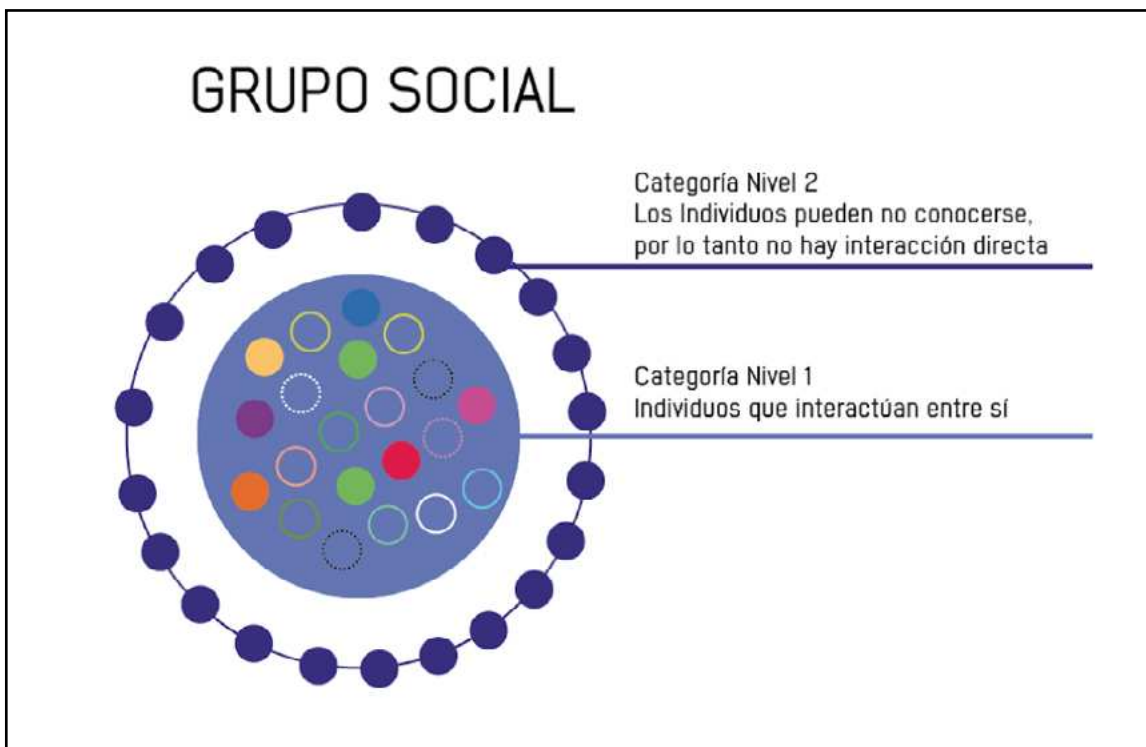 GRUPO SOCIAL
Categoría Nivel 2
Los Individuos pueden no conocerse,
por lo tanto no hay interacción directa
Categoría Nivel 1
Individuos que interactúan entre sí